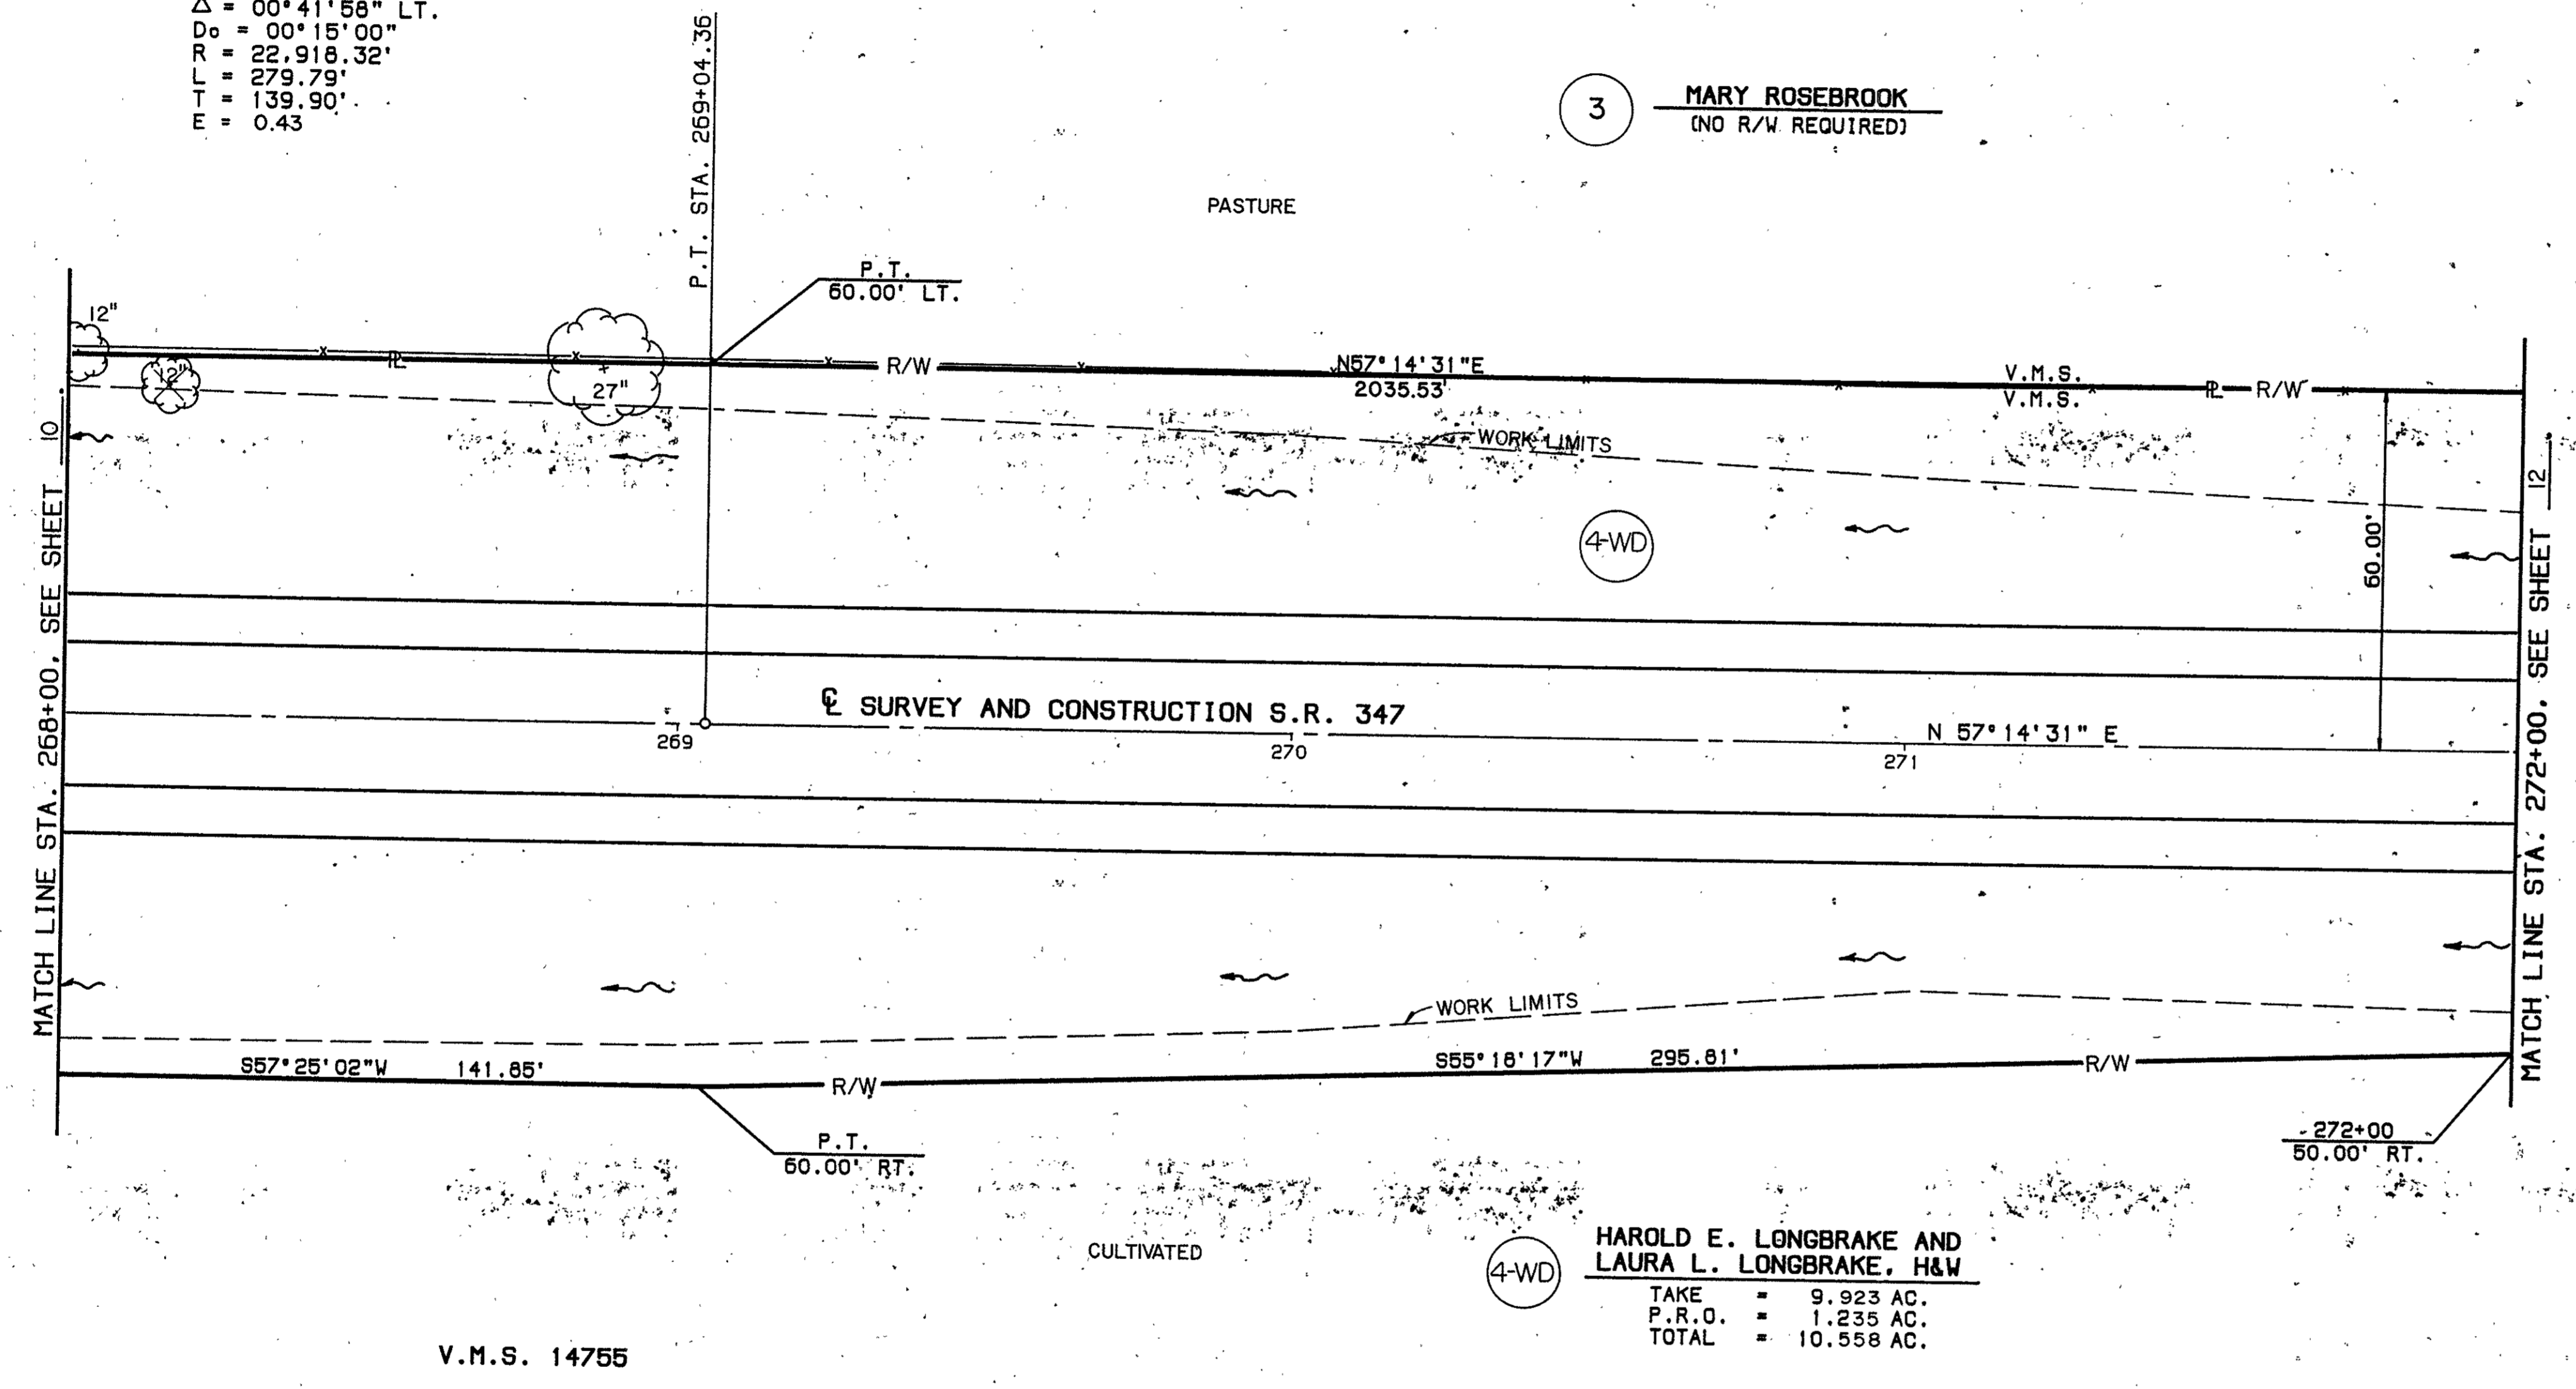 Δ = 00°41'58" LT.
Do = 00°15'00"
R = 22,918.32'
L = 279.79'
T = 139.90'
E = 0.43
P.T. STA. 269+04.36
3
MARY ROSEBROOK
(NO R/W REQUIRED)
PASTURE
P.T.
60.00' LT.
12"
12"
27"
PL
R/W
N57°14'31"E
2035.53'
V.M.S.
V.M.S.
PL
R/W
WORK LIMITS
4-WD
60.00'
MATCH LINE STA. 268+00, SEE SHEET 10
MATCH LINE STA. 272+00, SEE SHEET 12
CL SURVEY AND CONSTRUCTION S.R. 347
N 57°14'31" E
269
270
271
WORK LIMITS
S57°25'02"W 141.85'
S55°18'17"W 295.81'
R/W
R/W
P.T.
60.00' RT.
272+00
50.00' RT.
CULTIVATED
4-WD
HAROLD E. LONGBRAKE AND
LAURA L. LONGBRAKE, H&W
TAKE = 9.923 AC.
P.R.O. = 1.235 AC.
TOTAL = 10.558 AC.
V.M.S. 14755